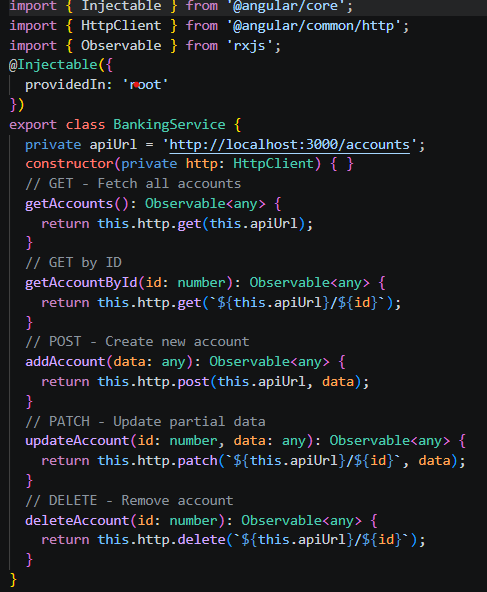 import { Injectable } from '@angular/core';
import { HttpClient } from '@angular/common/http';
import { Observable } from 'rxjs';
@Injectable({
  providedIn: 'root'
})
export class BankingService {
  private apiUrl = 'http://localhost:3000/accounts';
  constructor(private http: HttpClient) { }
  // GET - Fetch all accounts
  getAccounts(): Observable<any> {
    return this.http.get(this.apiUrl);
  }
  // GET by ID
  getAccountById(id: number): Observable<any> {
    return this.http.get(`${this.apiUrl}/${id}`);
  }
  // POST - Create new account
  addAccount(data: any): Observable<any> {
    return this.http.post(this.apiUrl, data);
  }
  // PATCH - Update partial data
  updateAccount(id: number, data: any): Observable<any> {
    return this.http.patch(`${this.apiUrl}/${id}`, data);
  }
  // DELETE - Remove account
  deleteAccount(id: number): Observable<any> {
    return this.http.delete(`${this.apiUrl}/${id}`);
  }
}